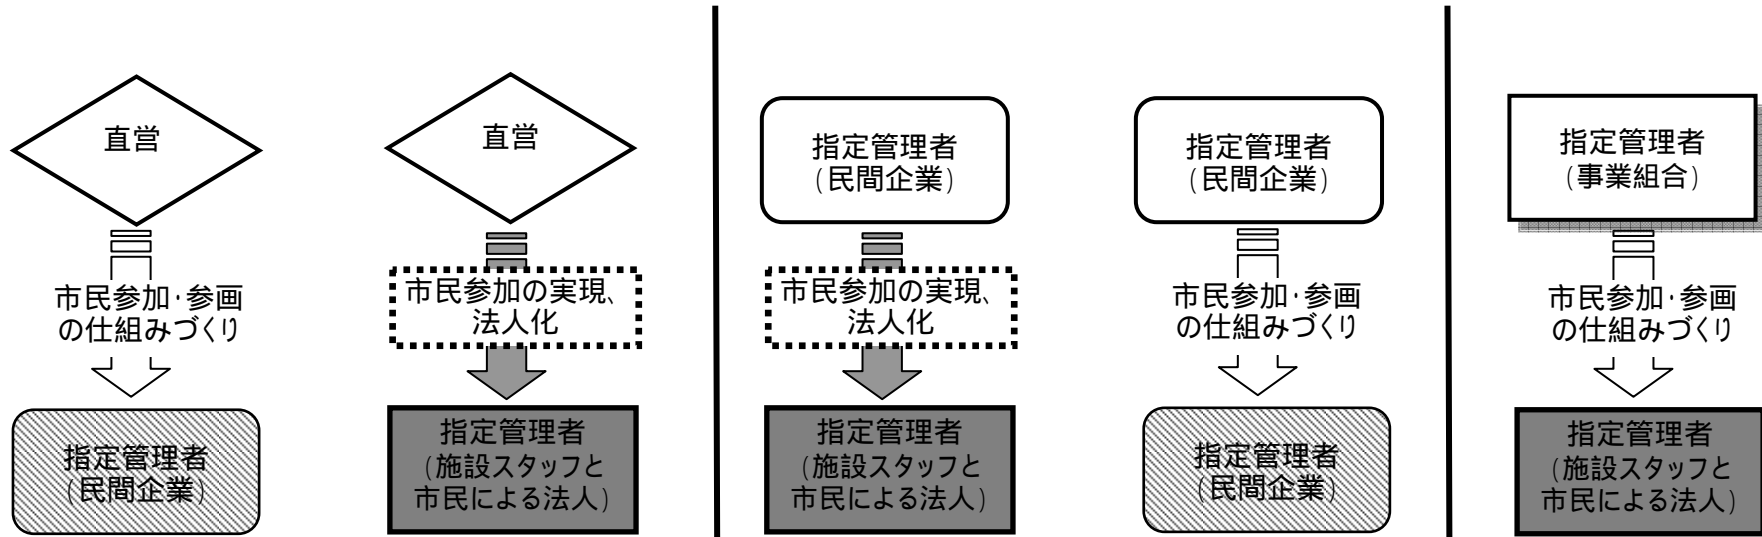 直営
市民参加･参画
の仕組みづくり
指定管理者
(民間企業)
直営
市民参加の実現、
法人化
指定管理者
(施設スタッフと
市民による法人)
指定管理者
(民間企業)
市民参加の実現、
法人化
指定管理者
(施設スタッフと
市民による法人)
指定管理者
(民間企業)
市民参加･参画
の仕組みづくり
指定管理者
(民間企業)
指定管理者
(事業組合)
市民参加･参画
の仕組みづくり
指定管理者
(施設スタッフと
市民による法人)